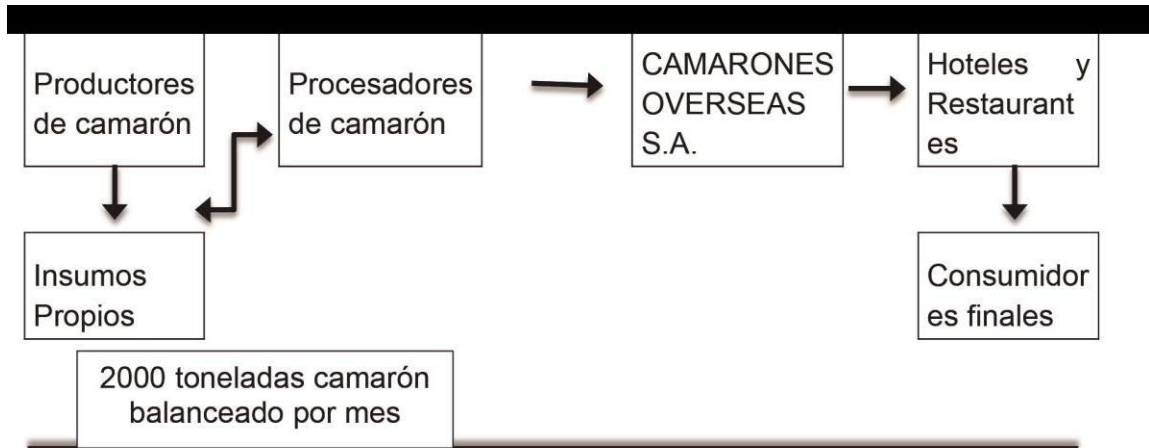 Productores
de camarón
Procesadores
de camarón
CAMARONES
OVERSEAS
S.A.
Hoteles y
Restaurant
es
Insumos
Propios
Consumidor
es finales
2000 toneladas camarón
balanceado por mes